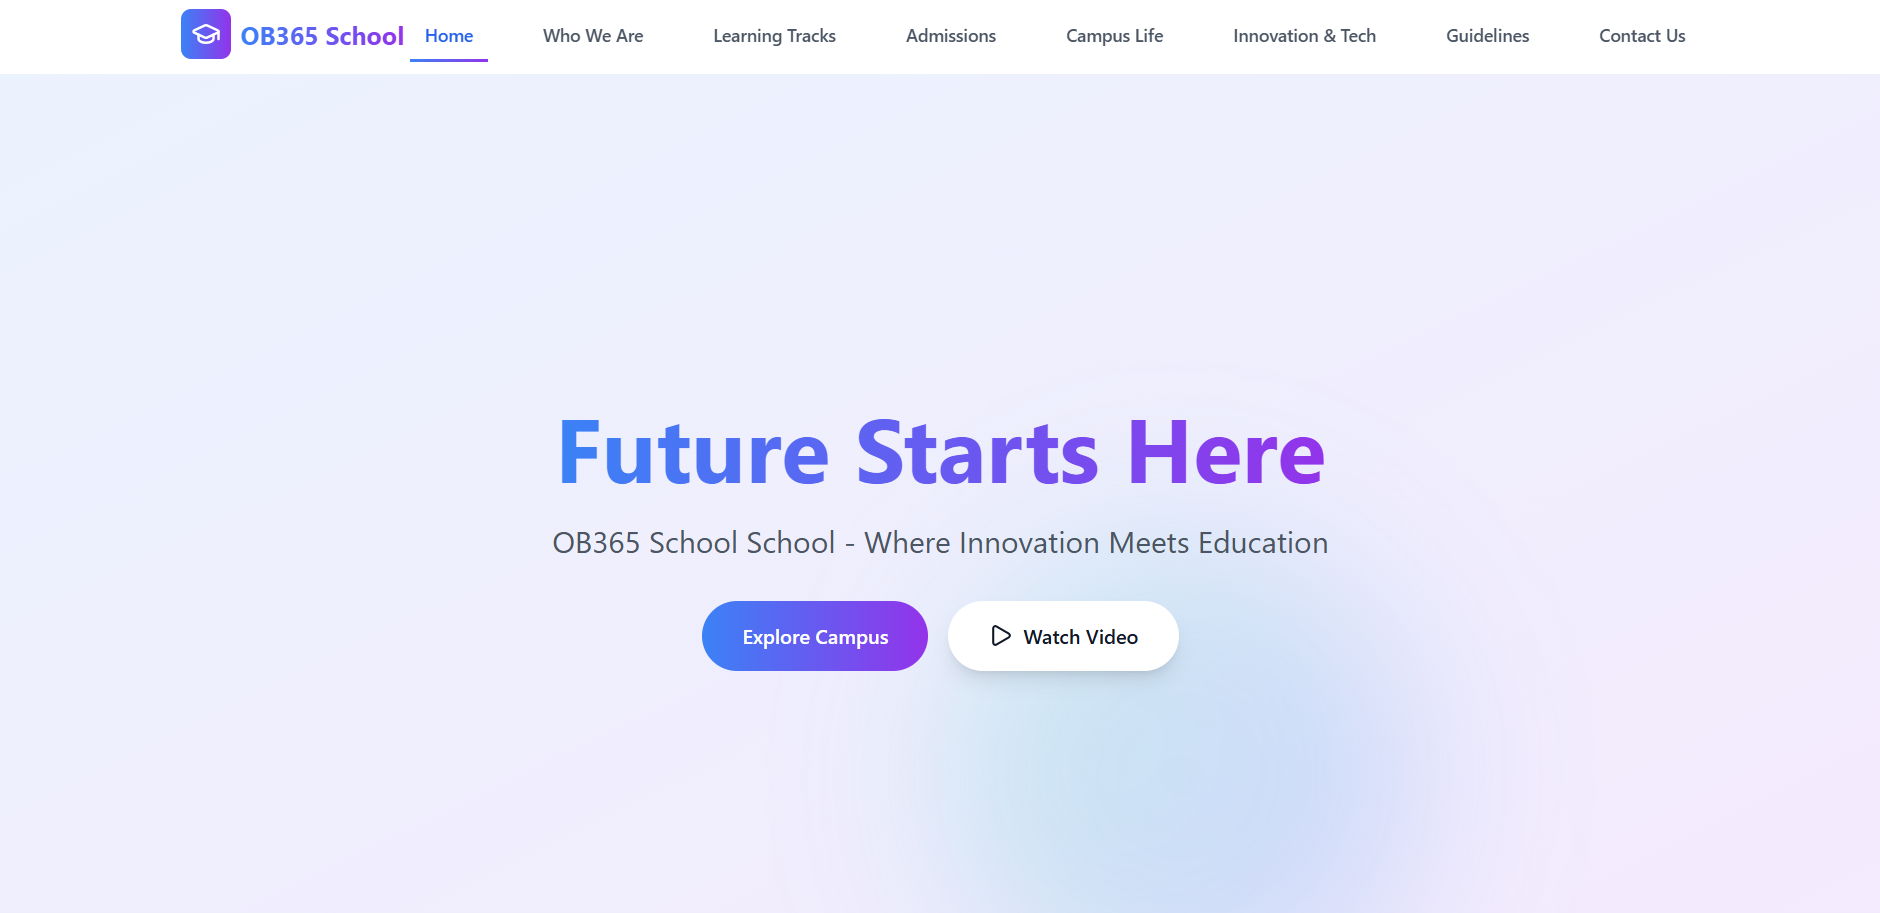 OB365 School
Home
Who We Are
Learning Tracks
Admissions
Campus Life
Innovation & Tech
Guidelines
Contact Us
Future Starts Here
OB365 School School - Where Innovation Meets Education
Explore Campus
Watch Video